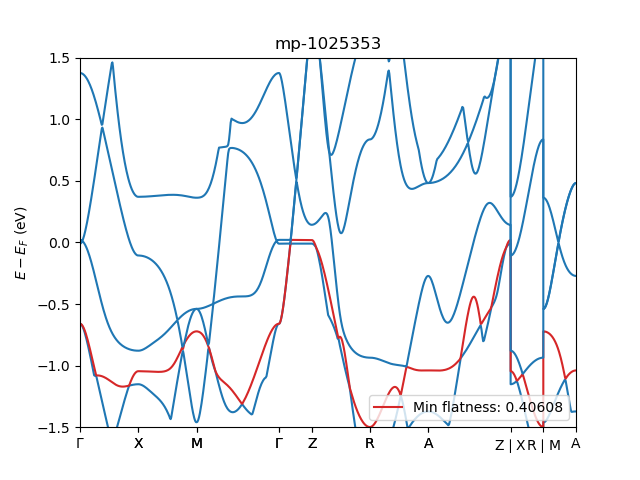 mp-1025353
E − E_F (eV)
1.5
1.0
0.5
0.0
−0.5
−1.0
−1.5
Min flatness: 0.40608
Γ X M Γ Z R A Z | X R | M A